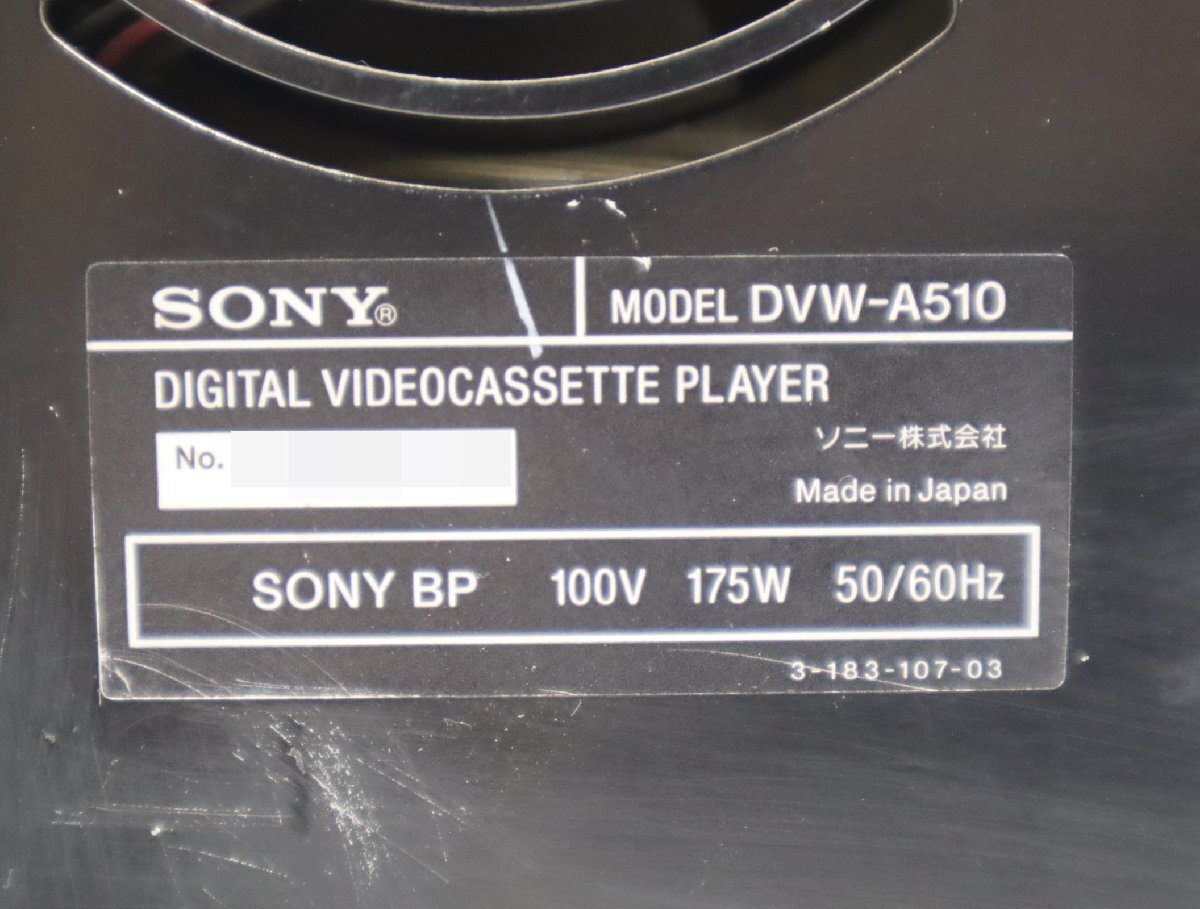 SONY®
MODEL DVW-A510
DIGITAL VIDEOCASSETTE PLAYER
No.
ソニー株式会社
Made in Japan
SONY BP 100V 175W 50/60Hz
3-183-107-03